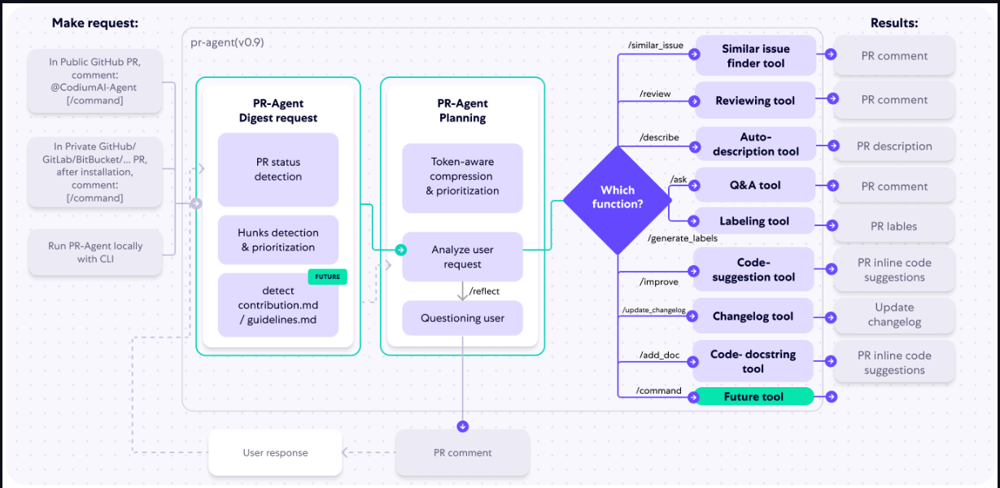 Make request:
In Public GitHub PR,
comment:
@CodiumAI-Agent
[/command]
In Private GitHub/
GitLab/BitBucket/... PR,
after installation,
comment:
[/command]
Run PR-Agent locally
with CLI
pr-agent(v0.9)
PR-Agent
Digest request
PR status
detection
Hunks detection
& prioritization
FUTURE
detect
contribution.md
/ guidelines.md
PR-Agent
Planning
Token-aware
compression
& prioritization
Analyze user
request
/reflect
Questioning user
User response
PR comment
Which
function?
/similar_issue
Similar issue
finder tool
/review
Reviewing tool
/describe
Auto-
description tool
/ask
Q&A tool
Labeling tool
/generate_labels
Code-
suggestion tool
/improve
/update_changelog
Changelog tool
/add_doc
Code- docstring
tool
/command
Future tool
Results:
PR comment
PR comment
PR description
PR comment
PR lables
PR inline code
suggestions
Update
changelog
PR inline code
suggestions